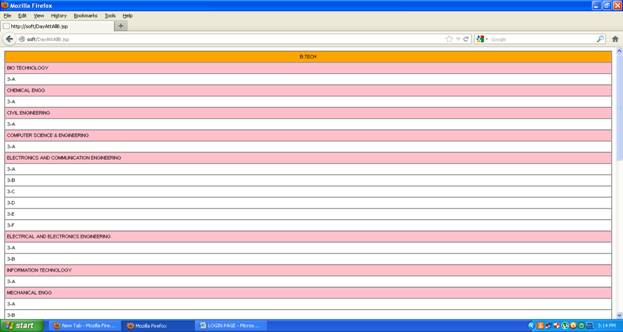 Mozilla Firefox
File Edit View History Bookmarks Tools Help
http://soft/DayAttAllB.jsp
soft/DayAttAllB.jsp
Google
B.TECH
BIO TECHNOLOGY
3-A
CHEMICAL ENGG
3-A
CIVIL ENGINEERING
3-A
COMPUTER SCIENCE & ENGINEERING
3-A
ELECTRONICS AND COMMUNICATION ENGINEERING
3-A
3-B
3-C
3-D
3-E
3-F
ELECTRICAL AND ELECTRONICS ENGINEERING
3-A
3-B
INFORMATION TECHNOLOGY
3-A
MECHANICAL ENGG
3-A
3-B
start New Tab - Mozilla Fire... Mozilla Firefox LOGIN PAGE - Micros... 3:14 PM